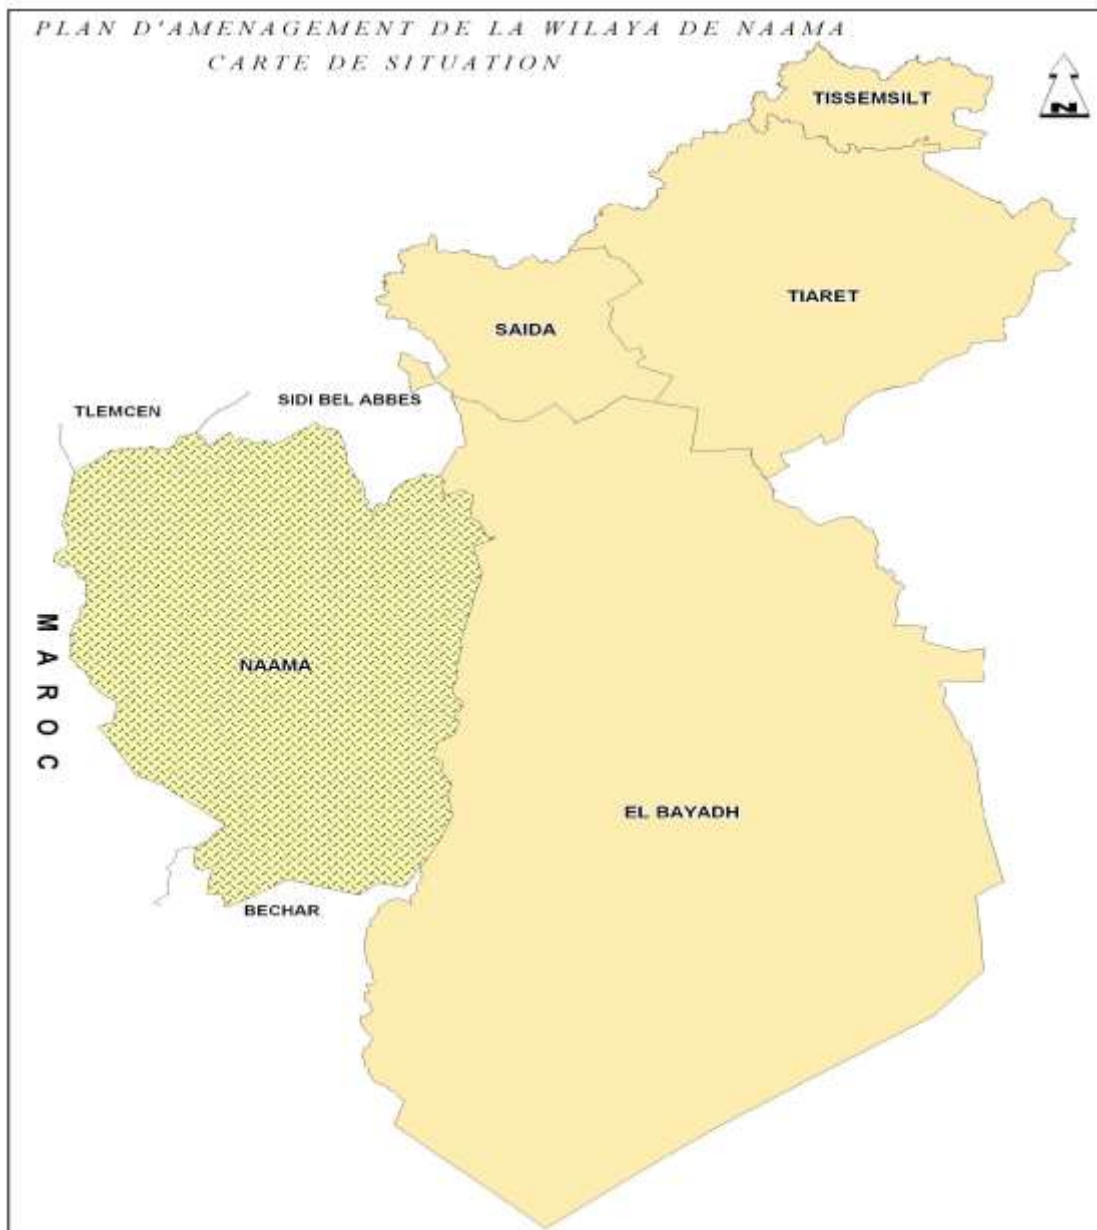 PLAN D'AMENAGEMENT DE LA WILAYA DE NAAMA
CARTE DE SITUATION
N
TISSEMSILT
TIARET
SAIDA
SIDI BEL ABBES
TLEMCEN
MAROC
NAAMA
EL BAYADH
BECHAR